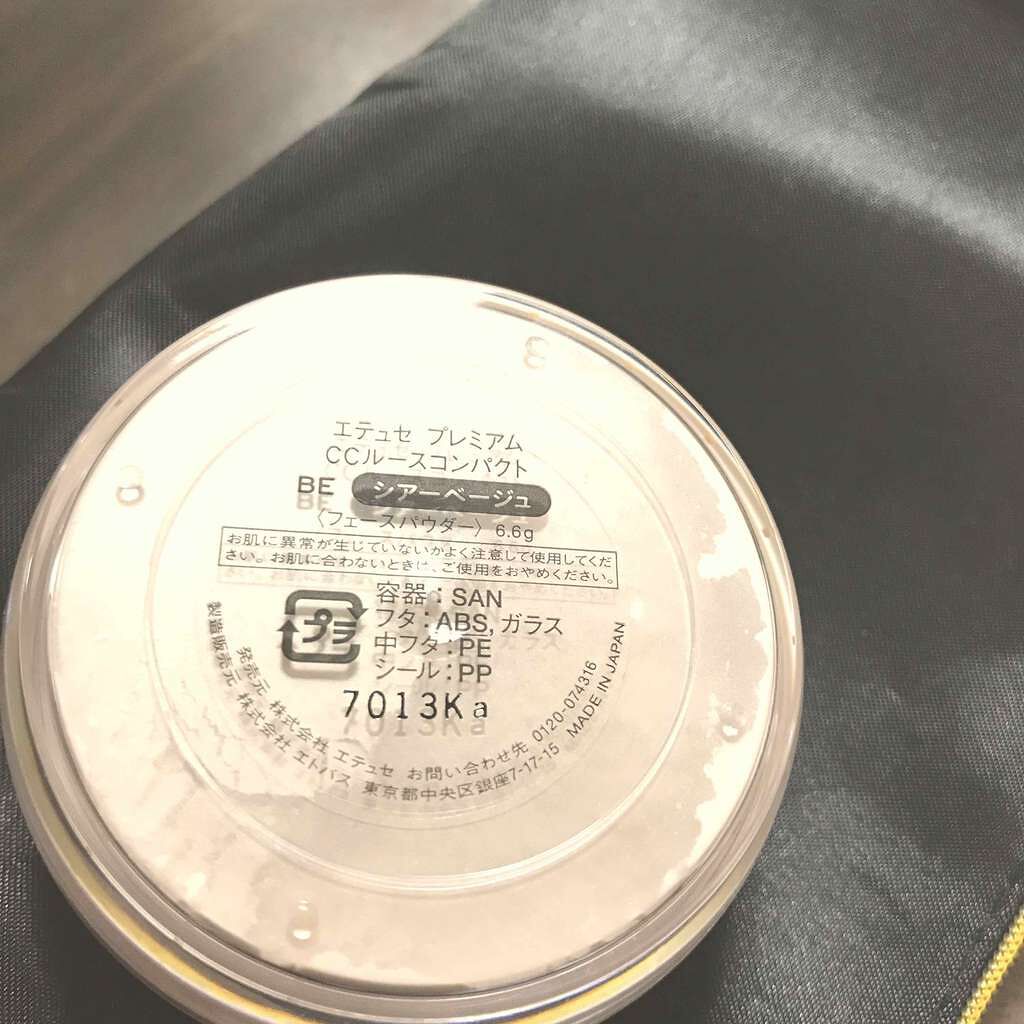 エテュセ プレミアム
CCルースコンパクト
BE シアーベージュ
〈フェースパウダー〉6.6g
お肌に異常が生じていないかよく注意して使用してくだ
さい。お肌に合わないときは、ご使用をおやめください。
プラ
容器：SAN
フタ：ABS, ガラス
中フタ：PE
シール：PP
7013Ka
発売元 株式会社 エテュセ お問い合わせ先 0120-074316
製造販売元 株式会社 エトバス 東京都中央区銀座7-17-15 MADE IN JAPAN